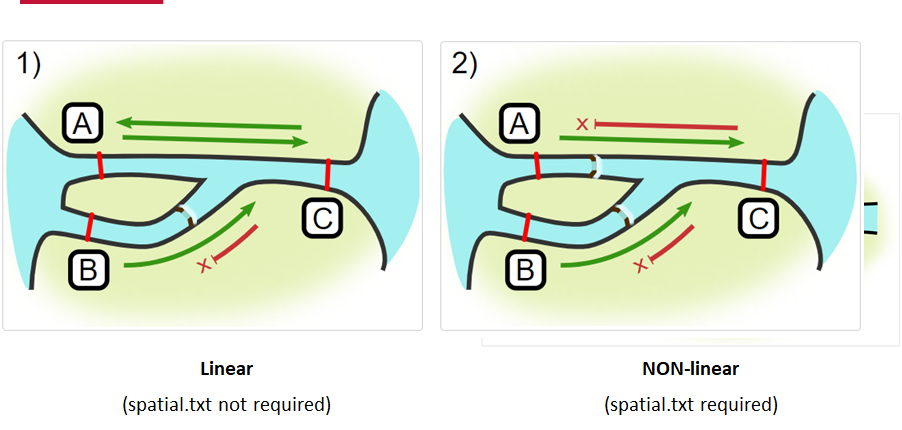 1)
A
C
B
x
2)
x
A
C
B
x
Linear
(spatial.txt not required)
NON-linear
(spatial.txt required)